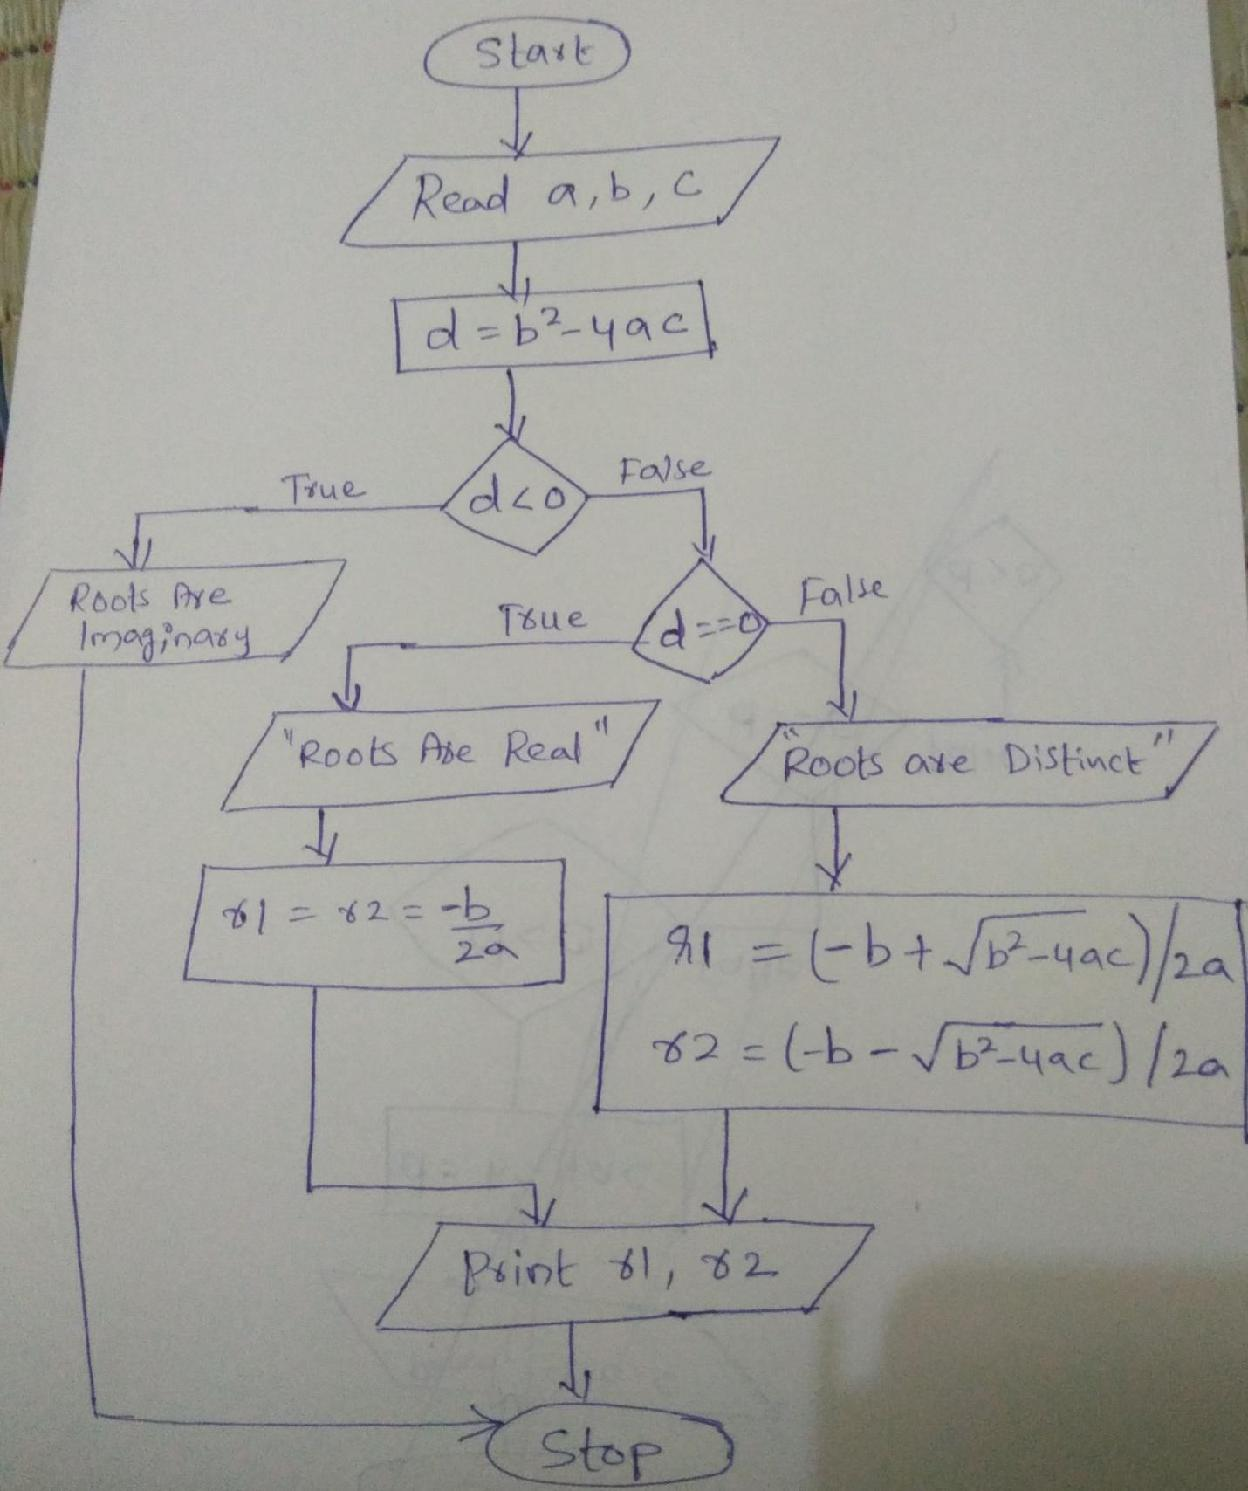 Start
Read a, b, c
d = b²-4ac
d<0
True
False
Roots Are
Imaginary
d==0
True
False
"Roots Are Real"
"Roots are Distinct"
r1 = r2 = -b/2a
r1 = (-b+√b²-4ac)/2a
r2 = (-b-√b²-4ac)/2a
Print r1, r2
Stop